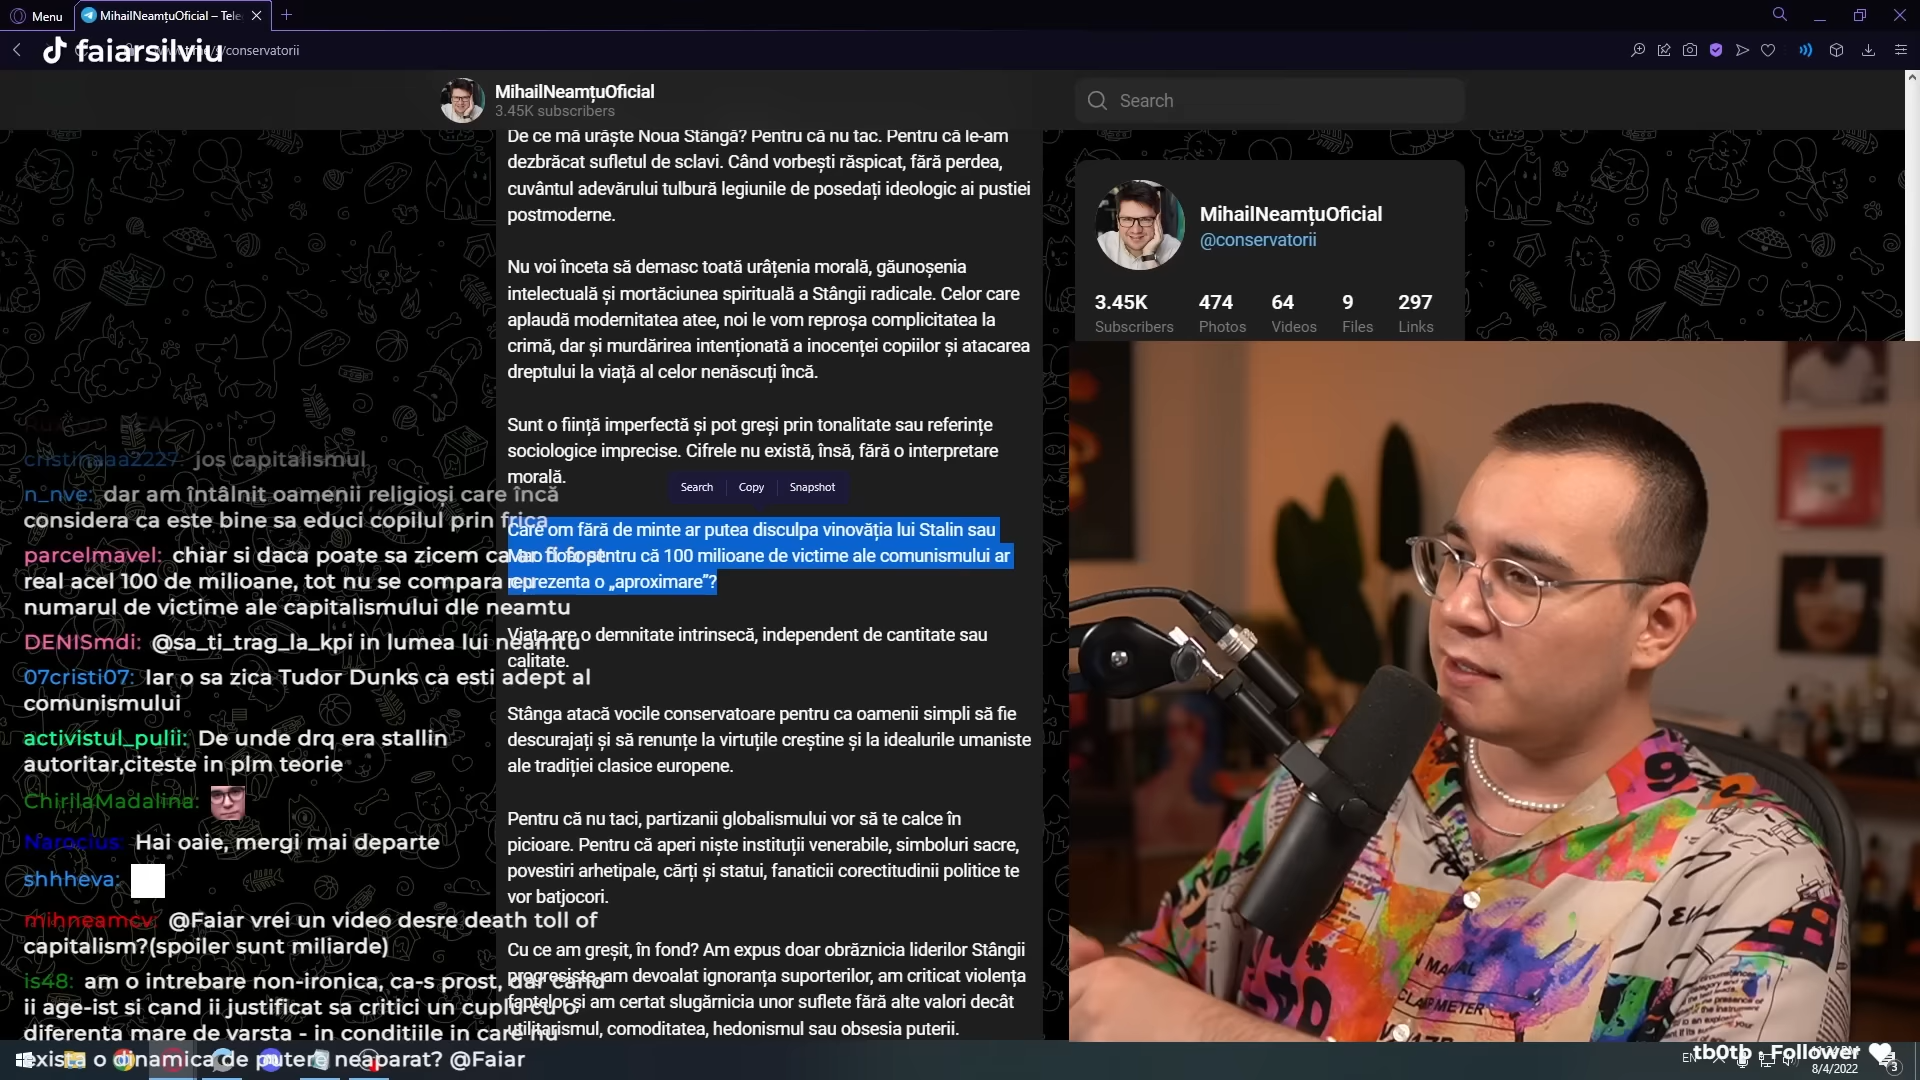 Menu
MihailNeamțuOficial – Tele
faiarsilviu
/s/conservatorii
MihailNeamțuOficial
3.45K subscribers
Search
De ce mă urăște Noua Stângă? Pentru că nu tac. Pentru că le-am
dezbrăcat sufletul de sclavi. Când vorbești răspicat, fără perdea,
cuvântul adevărului tulbură legiunile de posedați ideologic ai pustiei
postmoderne.
Nu voi înceta să demasc toată urâțenia morală, găunoșenia
intelectuală și mortăciunea spirituală a Stângii radicale. Celor care
aplaudă modernitatea atee, noi le vom reproșa complicitatea la
crimă, dar și murdărirea intenționată a inocenței copiilor și atacarea
dreptului la viață al celor nenăscuți încă.
Sunt o ființă imperfectă și pot greși prin tonalitate sau referințe
sociologice imprecise. Cifrele nu există, însă, fără o interpretare
morală.
Search Copy Snapshot
Care om fără de minte ar putea disculpa vinovăția lui Stalin sau
Mao doar pentru că 100 milioane de victime ale comunismului ar
reprezenta o „aproximare”?
Viața are o demnitate intrinsecă, independent de cantitate sau
calitate.
Stânga atacă vocile conservatoare pentru ca oamenii simpli să fie
descurajați și să renunțe la virtuțile creștine și la idealurile umaniste
ale tradiției clasice europene.
Pentru că nu taci, partizanii globalismului vor să te calce în
picioare. Pentru că aperi niște instituții venerabile, simboluri sacre,
povestiri arhetipale, cărți și statui, fanaticii corectitudinii politice te
vor batjocori.
Cu ce am greșit, în fond? Am expus doar obrăznicia liderilor Stângii
progresiste, am devoalat ignoranța suporterilor, am criticat violența
faptelor și am certat slugărnicia unor suflete fără alte valori decât
utilitarismul, comoditatea, hedonismul sau obsesia puterii.
MihailNeamțuOficial
@conservatorii
3.45K 474 64 9 297
Subscribers Photos Videos Files Links
cristinaaa2227: jos capitalismul
n_nve: dar am întâlnit oamenii religioși care încă
considera ca este bine sa educi copilul prin frica
parcelmavel: chiar si daca poate sa zicem ca ar fi fost
real acel 100 de milioane, tot nu se compara cu
numarul de victime ale capitalismului dle neamtu
DENISmdi: @sa_ti_trag_la_kpi in lumea lui neamtu
07cristi07: Iar o sa zica Tudor Dunks ca esti adept al
comunismului
activistul_pulii: De unde drq era stallin
autoritar,citeste in plm teorie
ChirilaMadalina:
Narocius: Hai oaie, mergi mai departe
shhheva:
mihneamcv: @Faiar vrei un video desre death toll of
capitalism?(spoiler sunt miliarde)
is48: am o intrebare non-ironica, ca-s prost, dar cand
ii age-ist si cand ii justificat sa critici un cuplu cu o
diferenta mare de varsta - in conditiile in care nu
exista o dinamica de putere neaparat? @Faiar
CLAIR METER
EN
tb0tb - Follower
8/4/2022
3